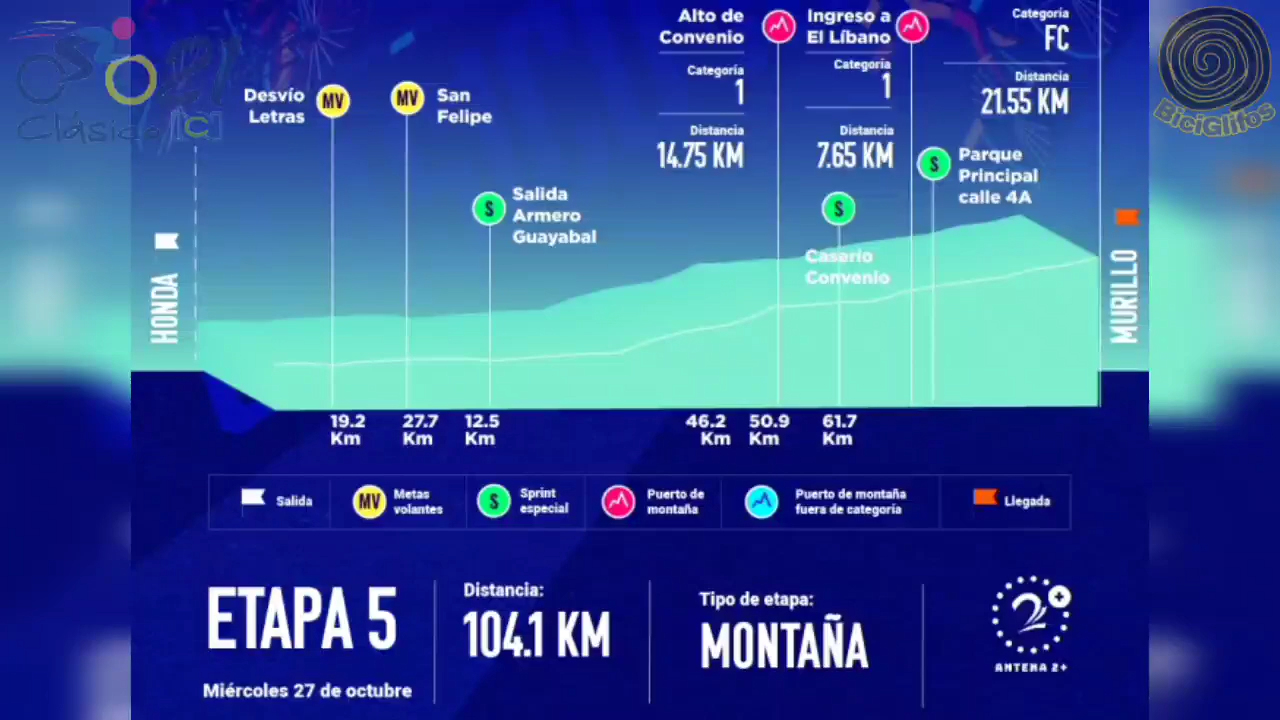 Clásico RCN
BiciGlifos
Desvío
Letras
MV
MV
San
Felipe
S
Salida
Armero
Guayabal
Alto de
Convenio
Categoría
1
Distancia
14.75 KM
Ingreso a
El Líbano
Categoría
1
Distancia
7.65 KM
Categoría
FC
Distancia
21.55 KM
S
Parque
Principal
calle 4A
S
Caserio
Convenio
HONDA
MURILLO
19.2
Km
27.7
Km
12.5
Km
46.2
Km
50.9
Km
61.7
Km
Salida
MV
Metas
volantes
S
Sprint
especial
Puerto de
montaña
Puerto de montaña
fuera de categoría
Llegada
ETAPA 5
Miércoles 27 de octubre
Distancia:
104.1 KM
Tipo de etapa:
MONTAÑA
2+
ANTENA 2+